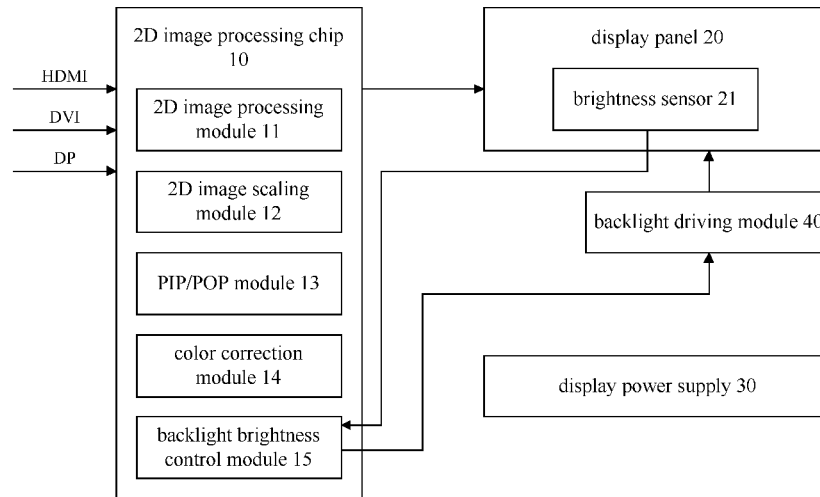 HDMI
DVI
DP
2D image processing chip
10
2D image processing
module 11
2D image scaling
module 12
PIP/POP module 13
color correction
module 14
backlight brightness
control module 15
display panel 20
brightness sensor 21
backlight driving module 40
display power supply 30